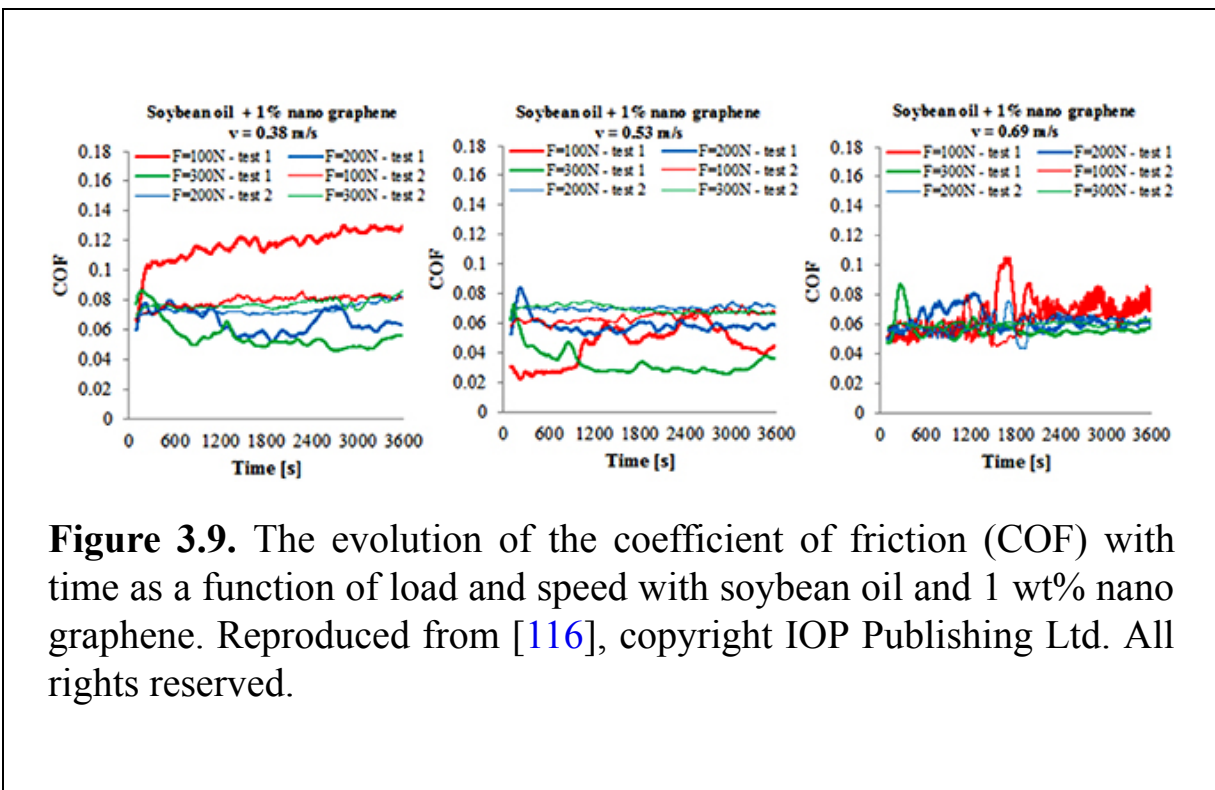 Soybean oil + 1% nano graphene
v = 0.38 m/s
F=100N - test 1 F=200N - test 1
F=300N - test 1 F=100N - test 2
F=200N - test 2 F=300N - test 2
0.18
0.16
0.14
0.12
0.1
0.08
0.06
0.04
0.02
0
COF
0 600 1200 1800 2400 3000 3600
Time [s]
Soybean oil + 1% nano graphene
v = 0.53 m/s
F=100N - test 1 F=200N - test 1
F=300N - test 1 F=100N - test 2
F=200N - test 2 F=300N - test 2
0.18
0.16
0.14
0.12
0.1
0.08
0.06
0.04
0.02
0
COF
0 600 1200 1800 2400 3000 3600
Time [s]
Soybean oil + 1% nano graphene
v = 0.69 m/s
F=100N - test 1 F=200N - test 1
F=300N - test 1 F=100N - test 2
F=200N - test 2 F=300N - test 2
0.18
0.16
0.14
0.12
0.1
0.08
0.06
0.04
0.02
0
COF
0 600 1200 1800 2400 3000 3600
Time [s]
Figure 3.9. The evolution of the coefficient of friction (COF) with
time as a function of load and speed with soybean oil and 1 wt% nano
graphene. Reproduced from [116], copyright IOP Publishing Ltd. All
rights reserved.